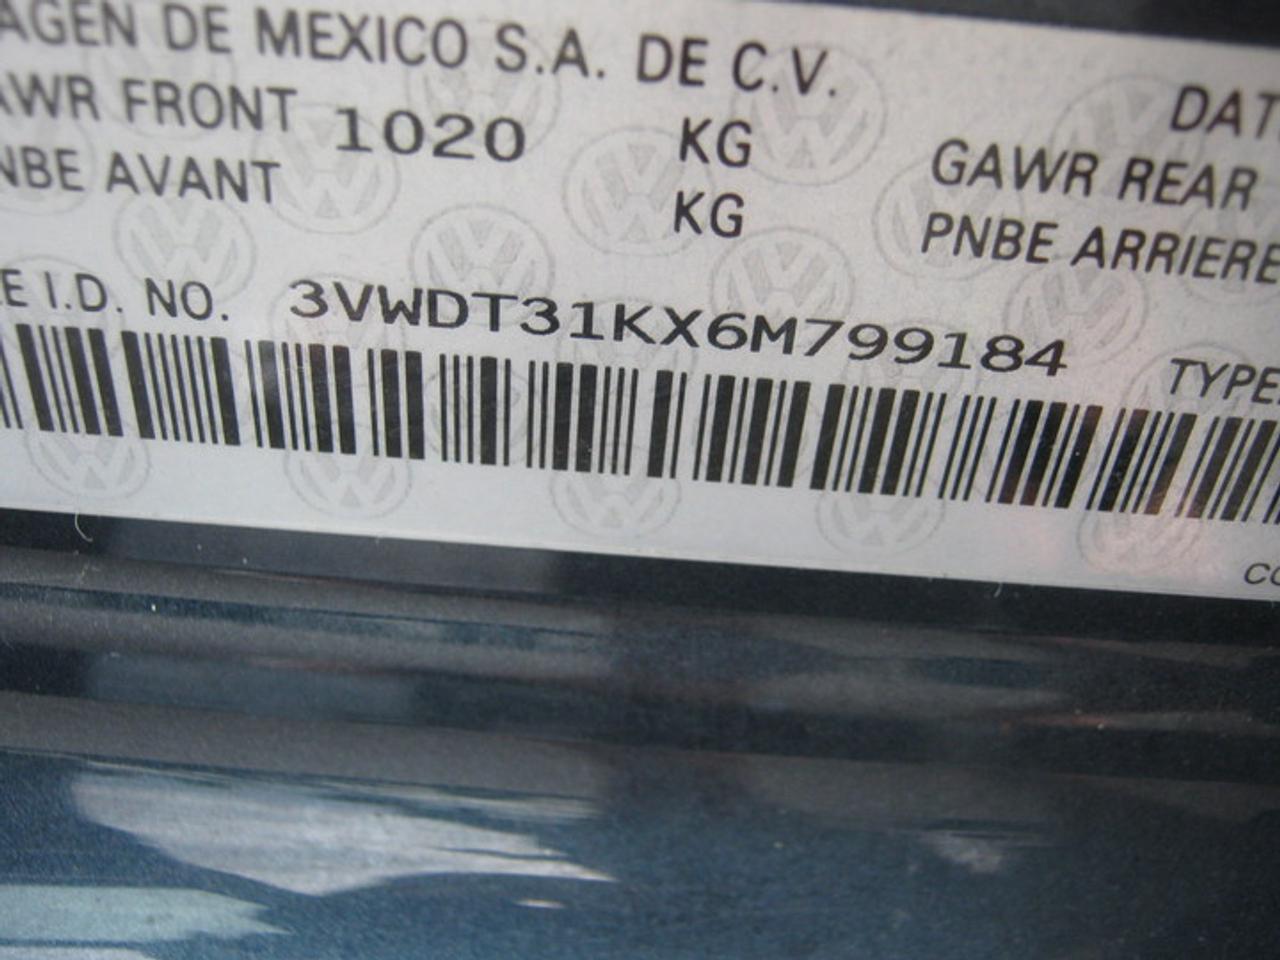 AGEN DE MEXICO S.A. DE C.V.
DAT
AWR FRONT 1020 KG
GAWR REAR
NBE AVANT KG
PNBE ARRIERE
E I.D. NO. 3VWDT31KX6M799184
TYPE
CO